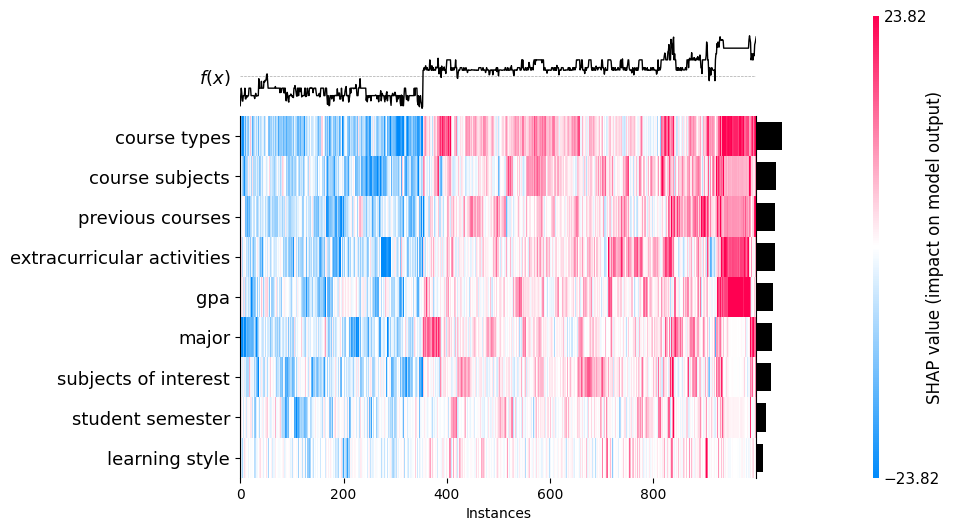 23.82
f(x)
course types
course subjects
previous courses
extracurricular activities
gpa
major
subjects of interest
student semester
learning style
0 200 400 600 800
Instances
−23.82
SHAP value (impact on model output)